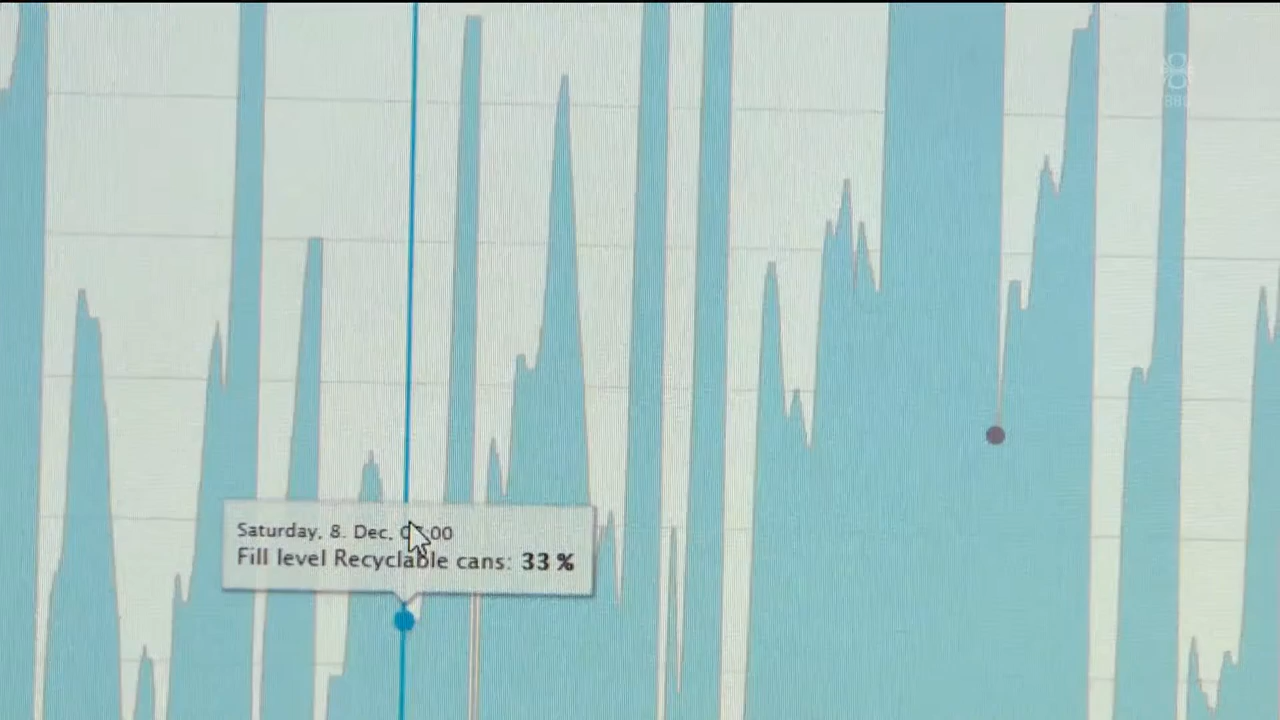 Saturday, 8. Dec,
Fill level Recyclable cans: 33 %